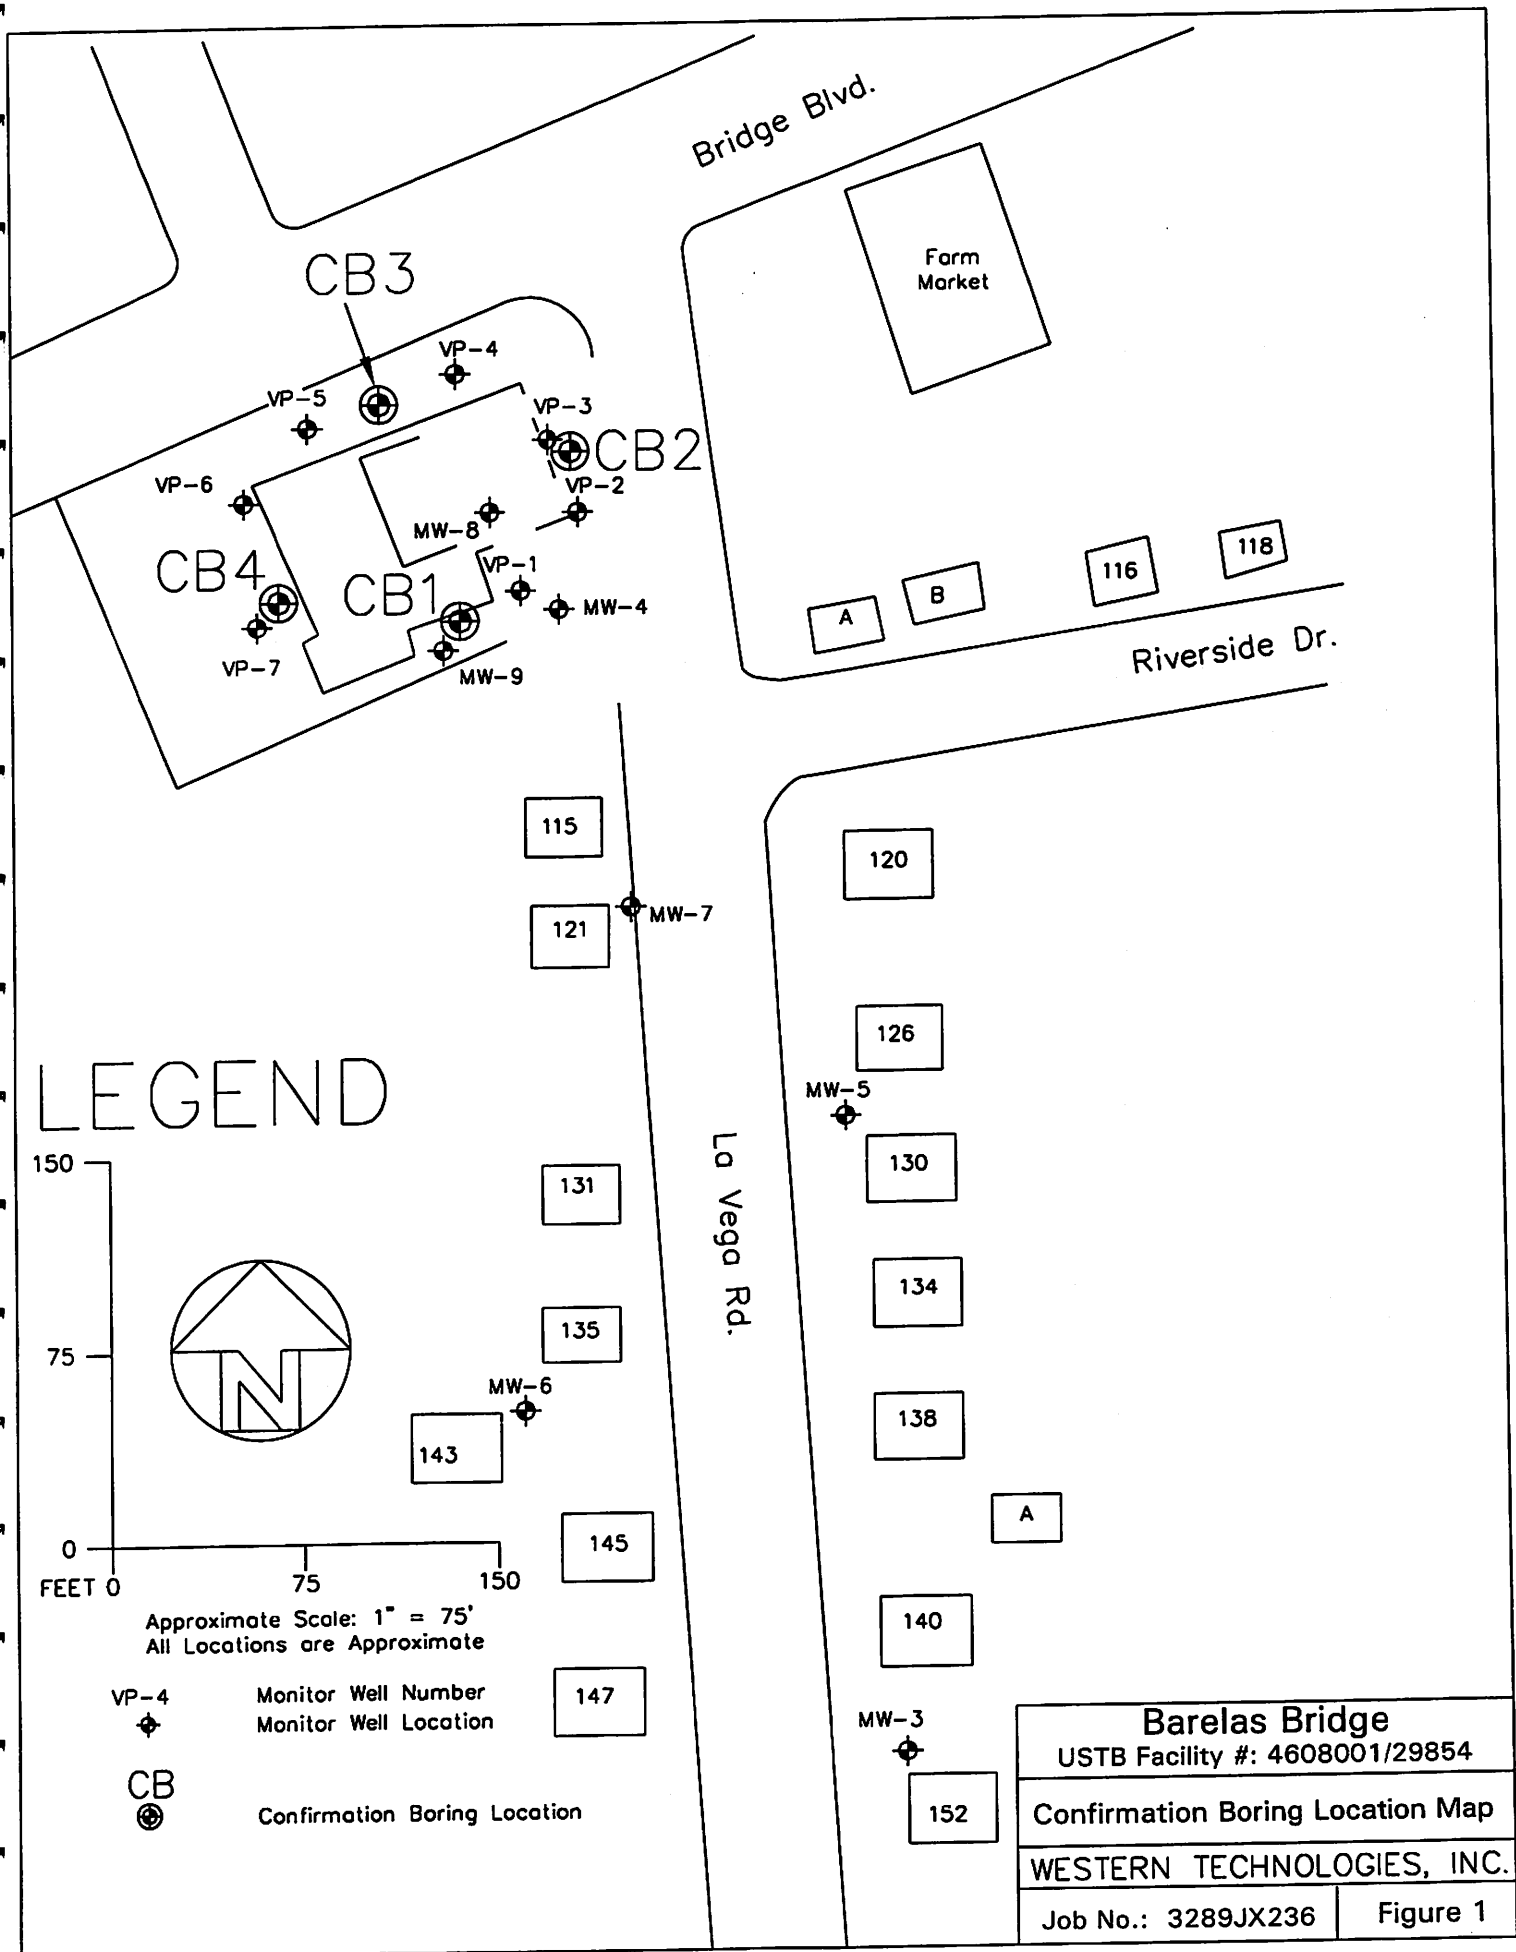 Bridge Blvd.
Farm
Market
CB3
VP-4
VP-5
VP-3
CB2
VP-6
VP-2
MW-8
CB4
CB1
VP-1
MW-4
VP-7
MW-9
118
116
B
A
Riverside Dr.
115
120
121
MW-7
126
MW-5
130
LEGEND
150
75
0
FEET 0
75
150
N
Approximate Scale: 1" = 75'
All Locations are Approximate
VP-4
Monitor Well Number
Monitor Well Location
CB
Confirmation Boring Location
131
La Vega Rd.
134
135
MW-6
138
143
A
145
140
147
MW-3
152
Barelas Bridge
USTB Facility #: 4608001/29854
Confirmation Boring Location Map
WESTERN TECHNOLOGIES, INC.
Job No.: 3289JX236
Figure 1